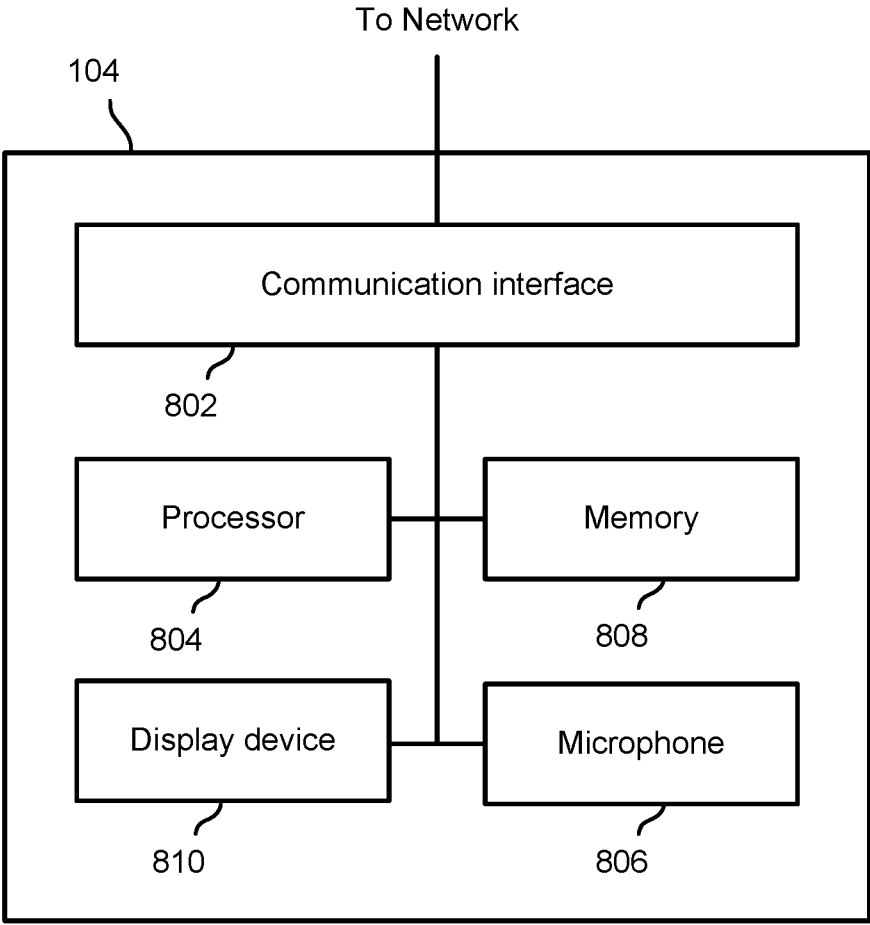 To Network
104
Communication interface
802
Processor
Memory
804
808
Display device
Microphone
810
806